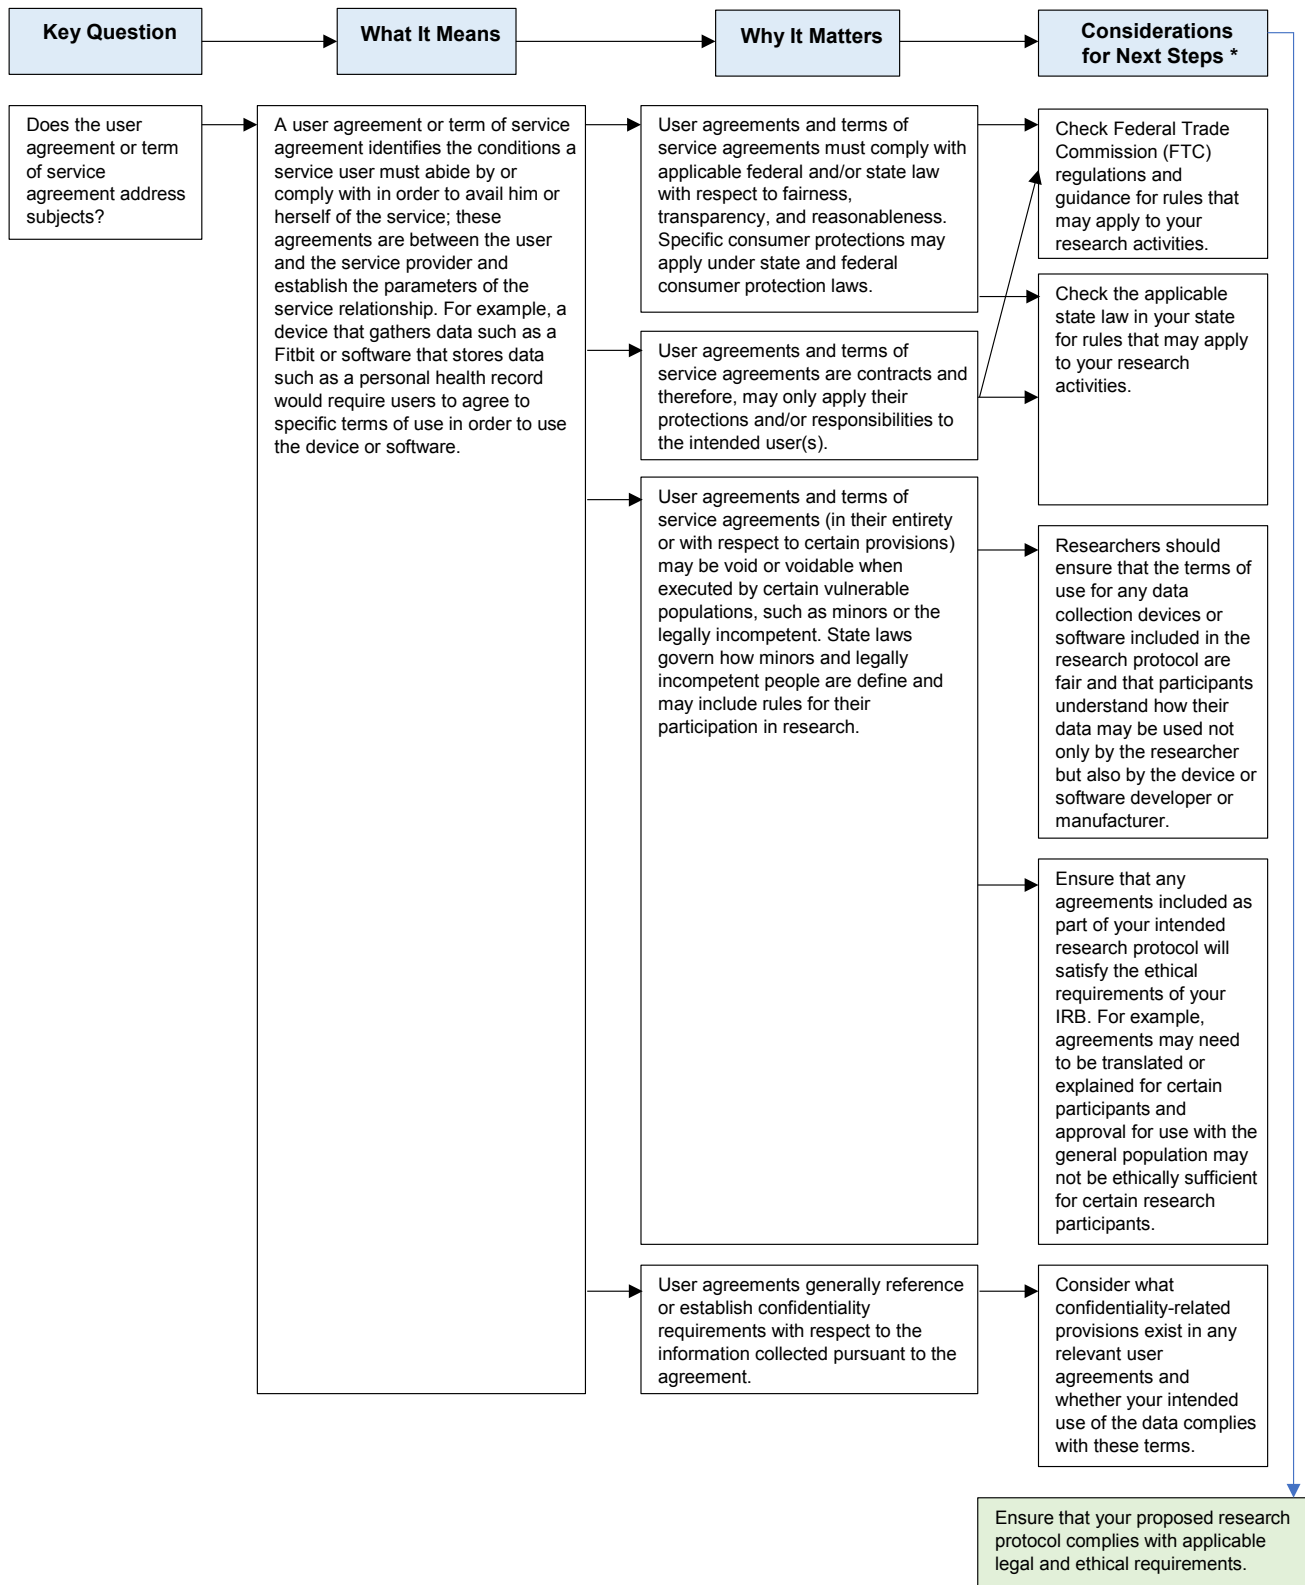 Key Question
What It Means
Why It Matters
Considerations
for Next Steps *
Does the user
agreement or term
of service
agreement address
subjects?
A user agreement or term of service
agreement identifies the conditions a
service user must abide by or
comply with in order to avail him or
herself of the service; these
agreements are between the user
and the service provider and
establish the parameters of the
service relationship. For example, a
device that gathers data such as a
Fitbit or software that stores data
such as a personal health record
would require users to agree to
specific terms of use in order to use
the device or software.
User agreements and terms of
service agreements must comply with
applicable federal and/or state law
with respect to fairness,
transparency, and reasonableness.
Specific consumer protections may
apply under state and federal
consumer protection laws.
User agreements and terms of
service agreements are contracts and
therefore, may only apply their
protections and/or responsibilities to
the intended user(s).
User agreements and terms of
service agreements (in their entirety
or with respect to certain provisions)
may be void or voidable when
executed by certain vulnerable
populations, such as minors or the
legally incompetent. State laws
govern how minors and legally
incompetent people are define and
may include rules for their
participation in research.
User agreements generally reference
or establish confidentiality
requirements with respect to the
information collected pursuant to the
agreement.
Check Federal Trade
Commission (FTC)
regulations and
guidance for rules that
may apply to your
research activities.
Check the applicable
state law in your state
for rules that may apply
to your research
activities.
Researchers should
ensure that the terms of
use for any data
collection devices or
software included in the
research protocol are
fair and that participants
understand how their
data may be used not
only by the researcher
but also by the device or
software developer or
manufacturer.
Ensure that any
agreements included as
part of your intended
research protocol will
satisfy the ethical
requirements of your
IRB. For example,
agreements may need
to be translated or
explained for certain
participants and
approval for use with the
general population may
not be ethically sufficient
for certain research
participants.
Consider what
confidentiality-related
provisions exist in any
relevant user
agreements and
whether your intended
use of the data complies
with these terms.
Ensure that your proposed research
protocol complies with applicable
legal and ethical requirements.